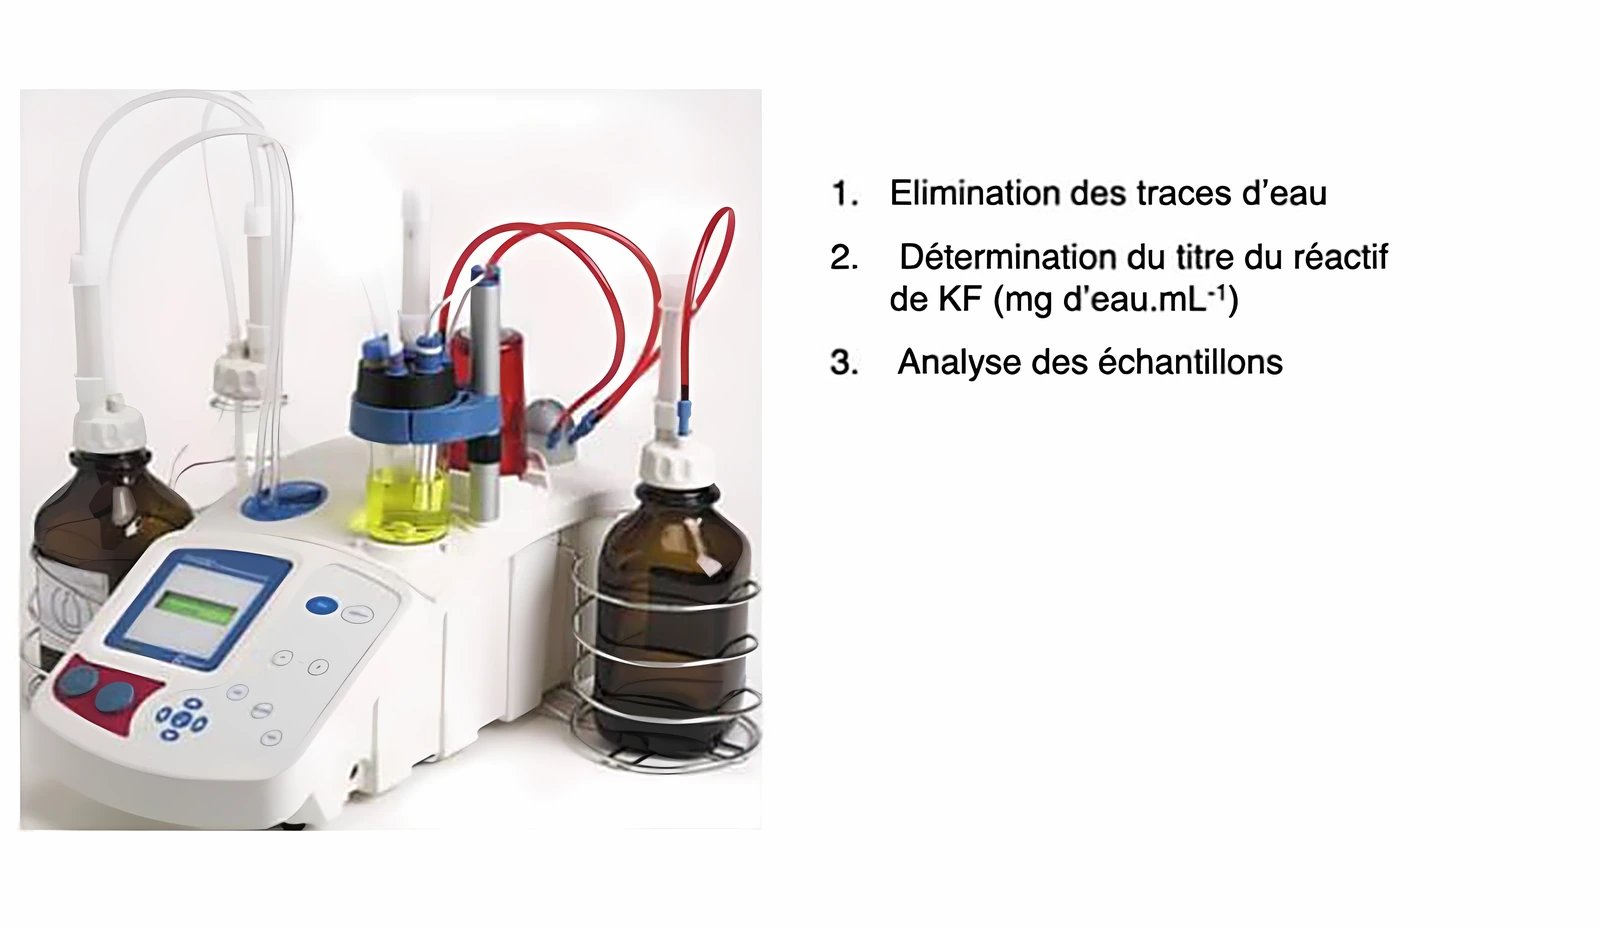 1. Elimination des traces d'eau
2. Détermination du titre du réactif
de KF (mg d'eau.mL⁻¹)
3. Analyse des échantillons